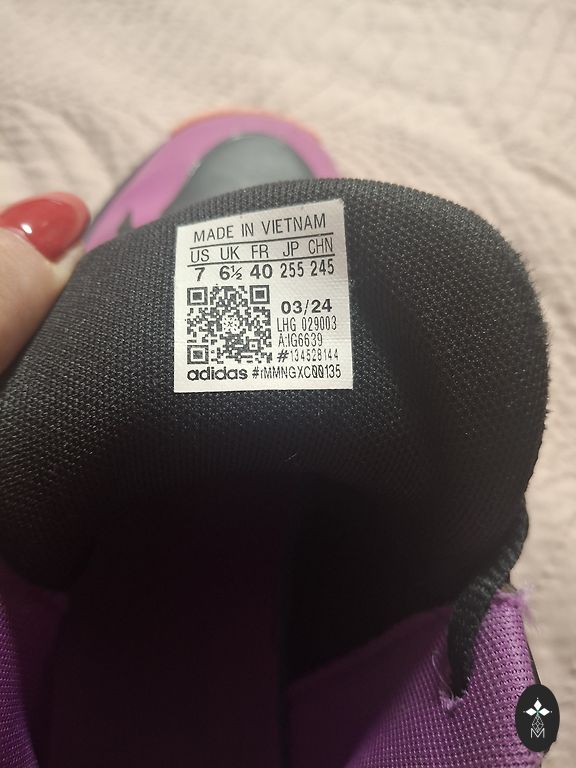 MADE IN VIETNAM
US UK FR JP CHN
7 6½ 40 255 245
03/24
LHG 029003
A:IG6639
#134528144
adidas #rMMNGXC00135
M